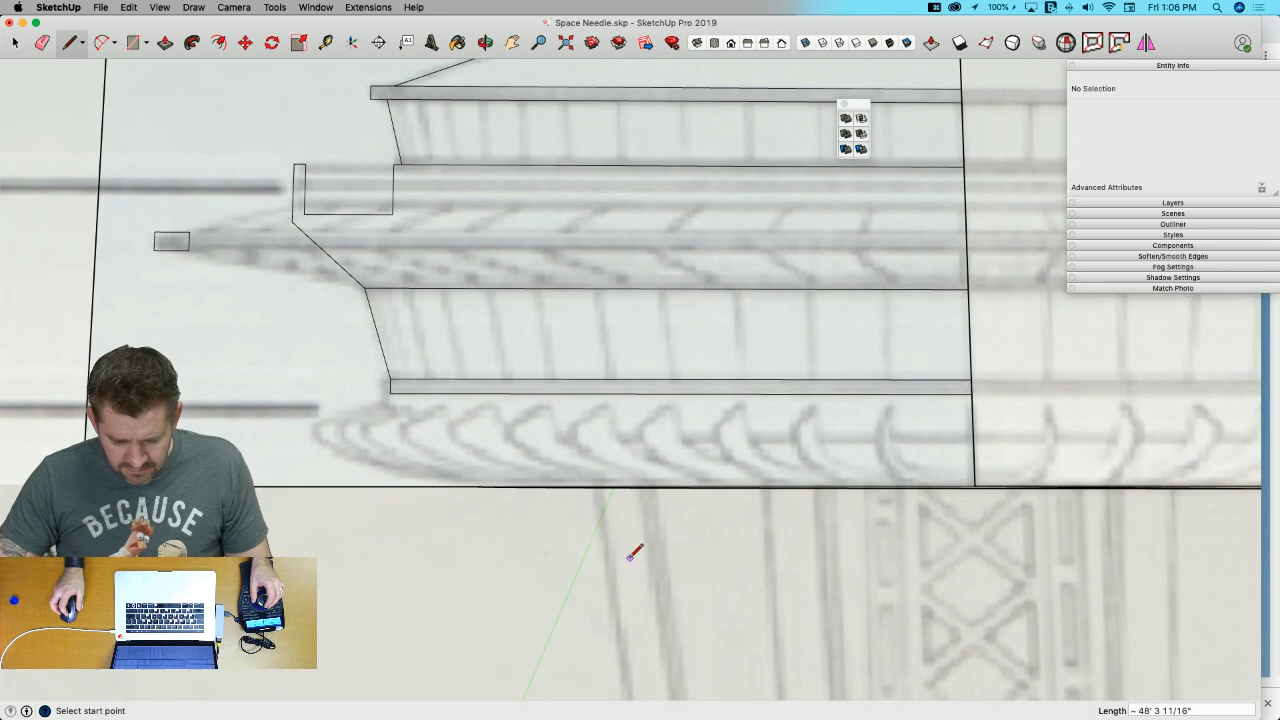 SketchUp File Edit View Draw Camera Tools Window Extensions Help
100% Fri 1:06 PM
Space Needle.skp - SketchUp Pro 2019
Entity Info
No Selection
Advanced Attributes
Layers
Scenes
Outliner
Styles
Components
Soften/Smooth Edges
Fog Settings
Shadow Settings
Match Photo
BECAUSE
Select start point
Length ~ 48' 3 11/16"